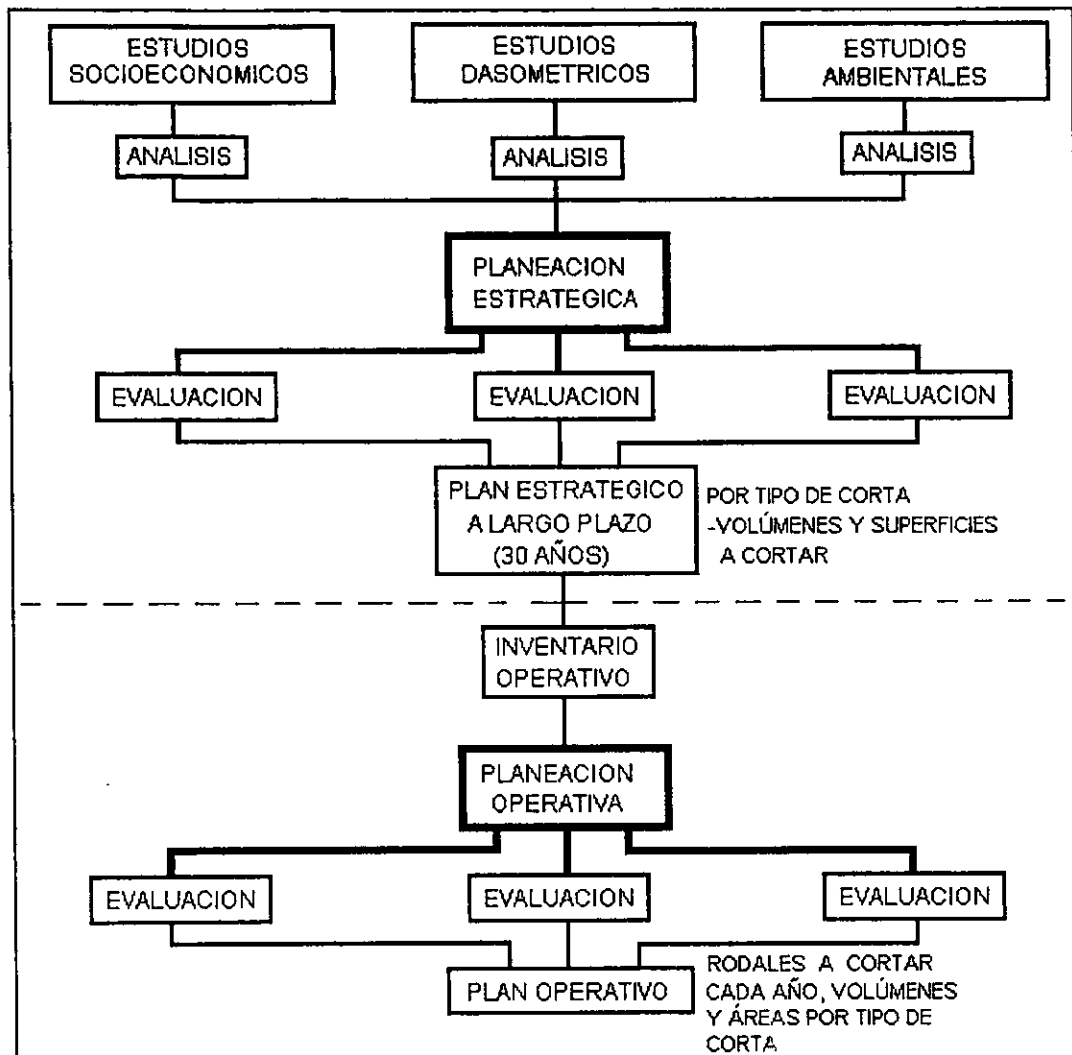 ESTUDIOS
SOCIOECONOMICOS
ESTUDIOS
DASOMETRICOS
ESTUDIOS
AMBIENTALES
ANALISIS
ANALISIS
ANALISIS
PLANEACION
ESTRATEGICA
EVALUACION
EVALUACION
EVALUACION
PLAN ESTRATEGICO
A LARGO PLAZO
(30 AÑOS)
POR TIPO DE CORTA
-VOLÚMENES Y SUPERFICIES
A CORTAR
INVENTARIO
OPERATIVO
PLANEACION
OPERATIVA
EVALUACION
EVALUACION
EVALUACION
PLAN OPERATIVO
RODALES A CORTAR
CADA AÑO, VOLÚMENES
Y ÁREAS POR TIPO DE
CORTA